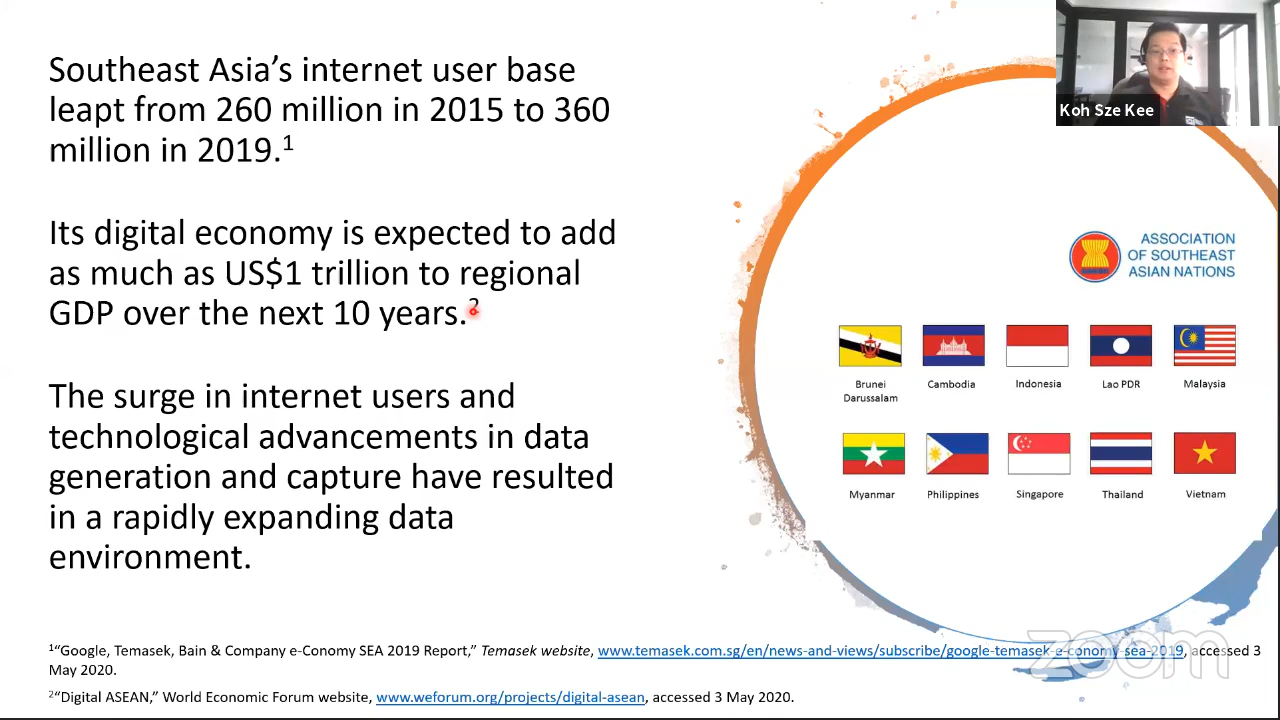 Southeast Asia’s internet user base
leapt from 260 million in 2015 to 360
million in 2019.¹
Its digital economy is expected to add
as much as US$1 trillion to regional
GDP over the next 10 years.²
The surge in internet users and
technological advancements in data
generation and capture have resulted
in a rapidly expanding data
environment.
Koh Sze Kee
ASSOCIATION
OF SOUTHEAST
ASIAN NATIONS
Brunei
Darussalam
Cambodia
Indonesia
Lao PDR
Malaysia
Myanmar
Philippines
Singapore
Thailand
Vietnam
¹“Google, Temasek, Bain & Company e-Conomy SEA 2019 Report,” Temasek website, www.temasek.com.sg/en/news-and-views/subscribe/google-temasek-e-conomy-sea-2019, accessed 3
May 2020.
²“Digital ASEAN,” World Economic Forum website, www.weforum.org/projects/digital-asean, accessed 3 May 2020.
zoom